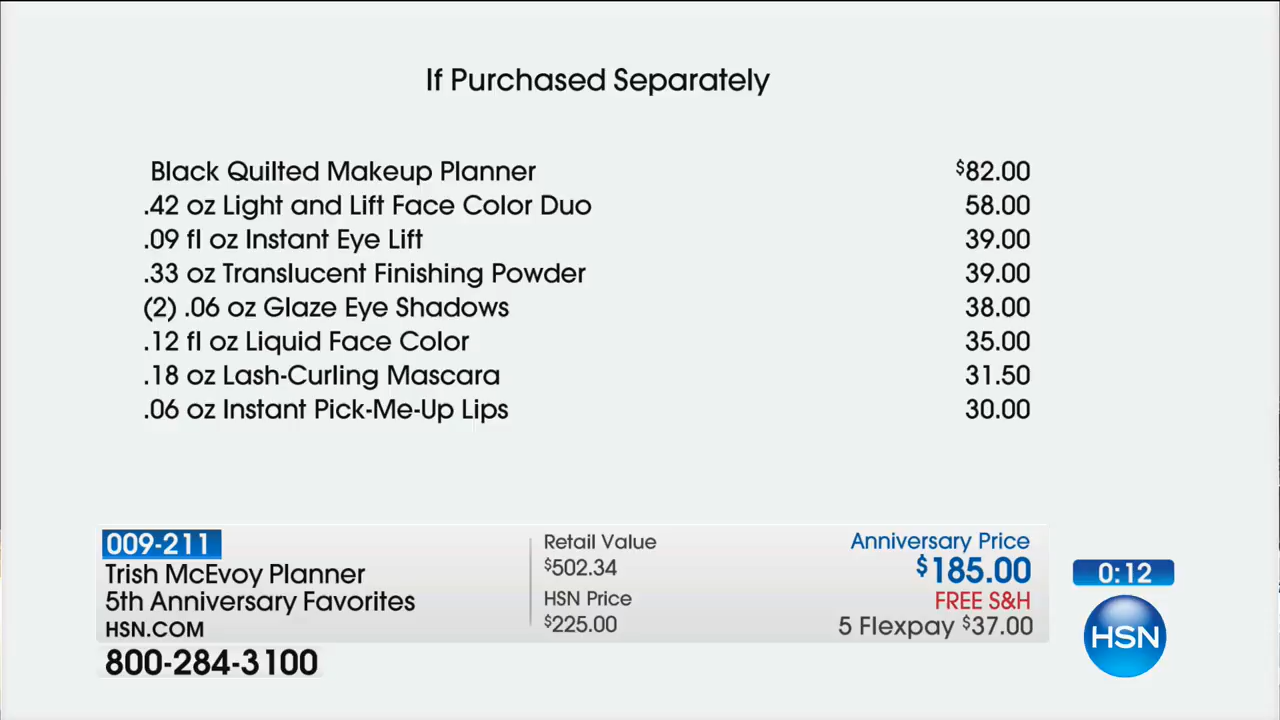 If Purchased Separately
Black Quilted Makeup Planner $82.00
.42 oz Light and Lift Face Color Duo 58.00
.09 fl oz Instant Eye Lift 39.00
.33 oz Translucent Finishing Powder 39.00
(2) .06 oz Glaze Eye Shadows 38.00
.12 fl oz Liquid Face Color 35.00
.18 oz Lash-Curling Mascara 31.50
.06 oz Instant Pick-Me-Up Lips 30.00
009-211
Trish McEvoy Planner
5th Anniversary Favorites
HSN.COM
800-284-3100
Retail Value
$502.34
HSN Price
$225.00
Anniversary Price
$185.00
FREE S&H
5 Flexpay $37.00
0:12
HSN